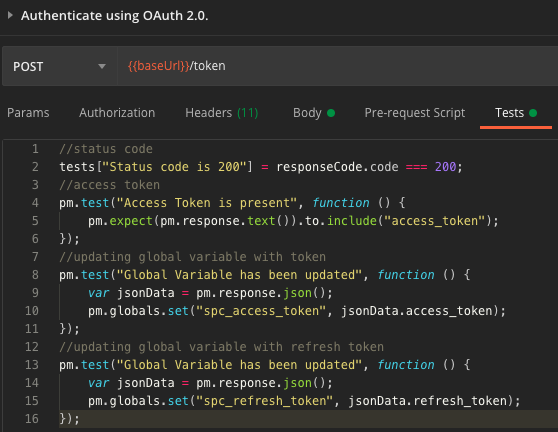 Authenticate using OAuth 2.0.
POST {{baseUrl}}/token
Params Authorization Headers (11) Body Pre-request Script Tests
1 //status code
2 tests["Status code is 200"] = responseCode.code === 200;
3 //access token
4 pm.test("Access Token is present", function () {
5 pm.expect(pm.response.text()).to.include("access_token");
6 });
7 //updating global variable with token
8 pm.test("Global Variable has been updated", function () {
9 var jsonData = pm.response.json();
10 pm.globals.set("spc_access_token", jsonData.access_token);
11 });
12 //updating global variable with refresh token
13 pm.test("Global Variable has been updated", function () {
14 var jsonData = pm.response.json();
15 pm.globals.set("spc_refresh_token", jsonData.refresh_token);
16 });